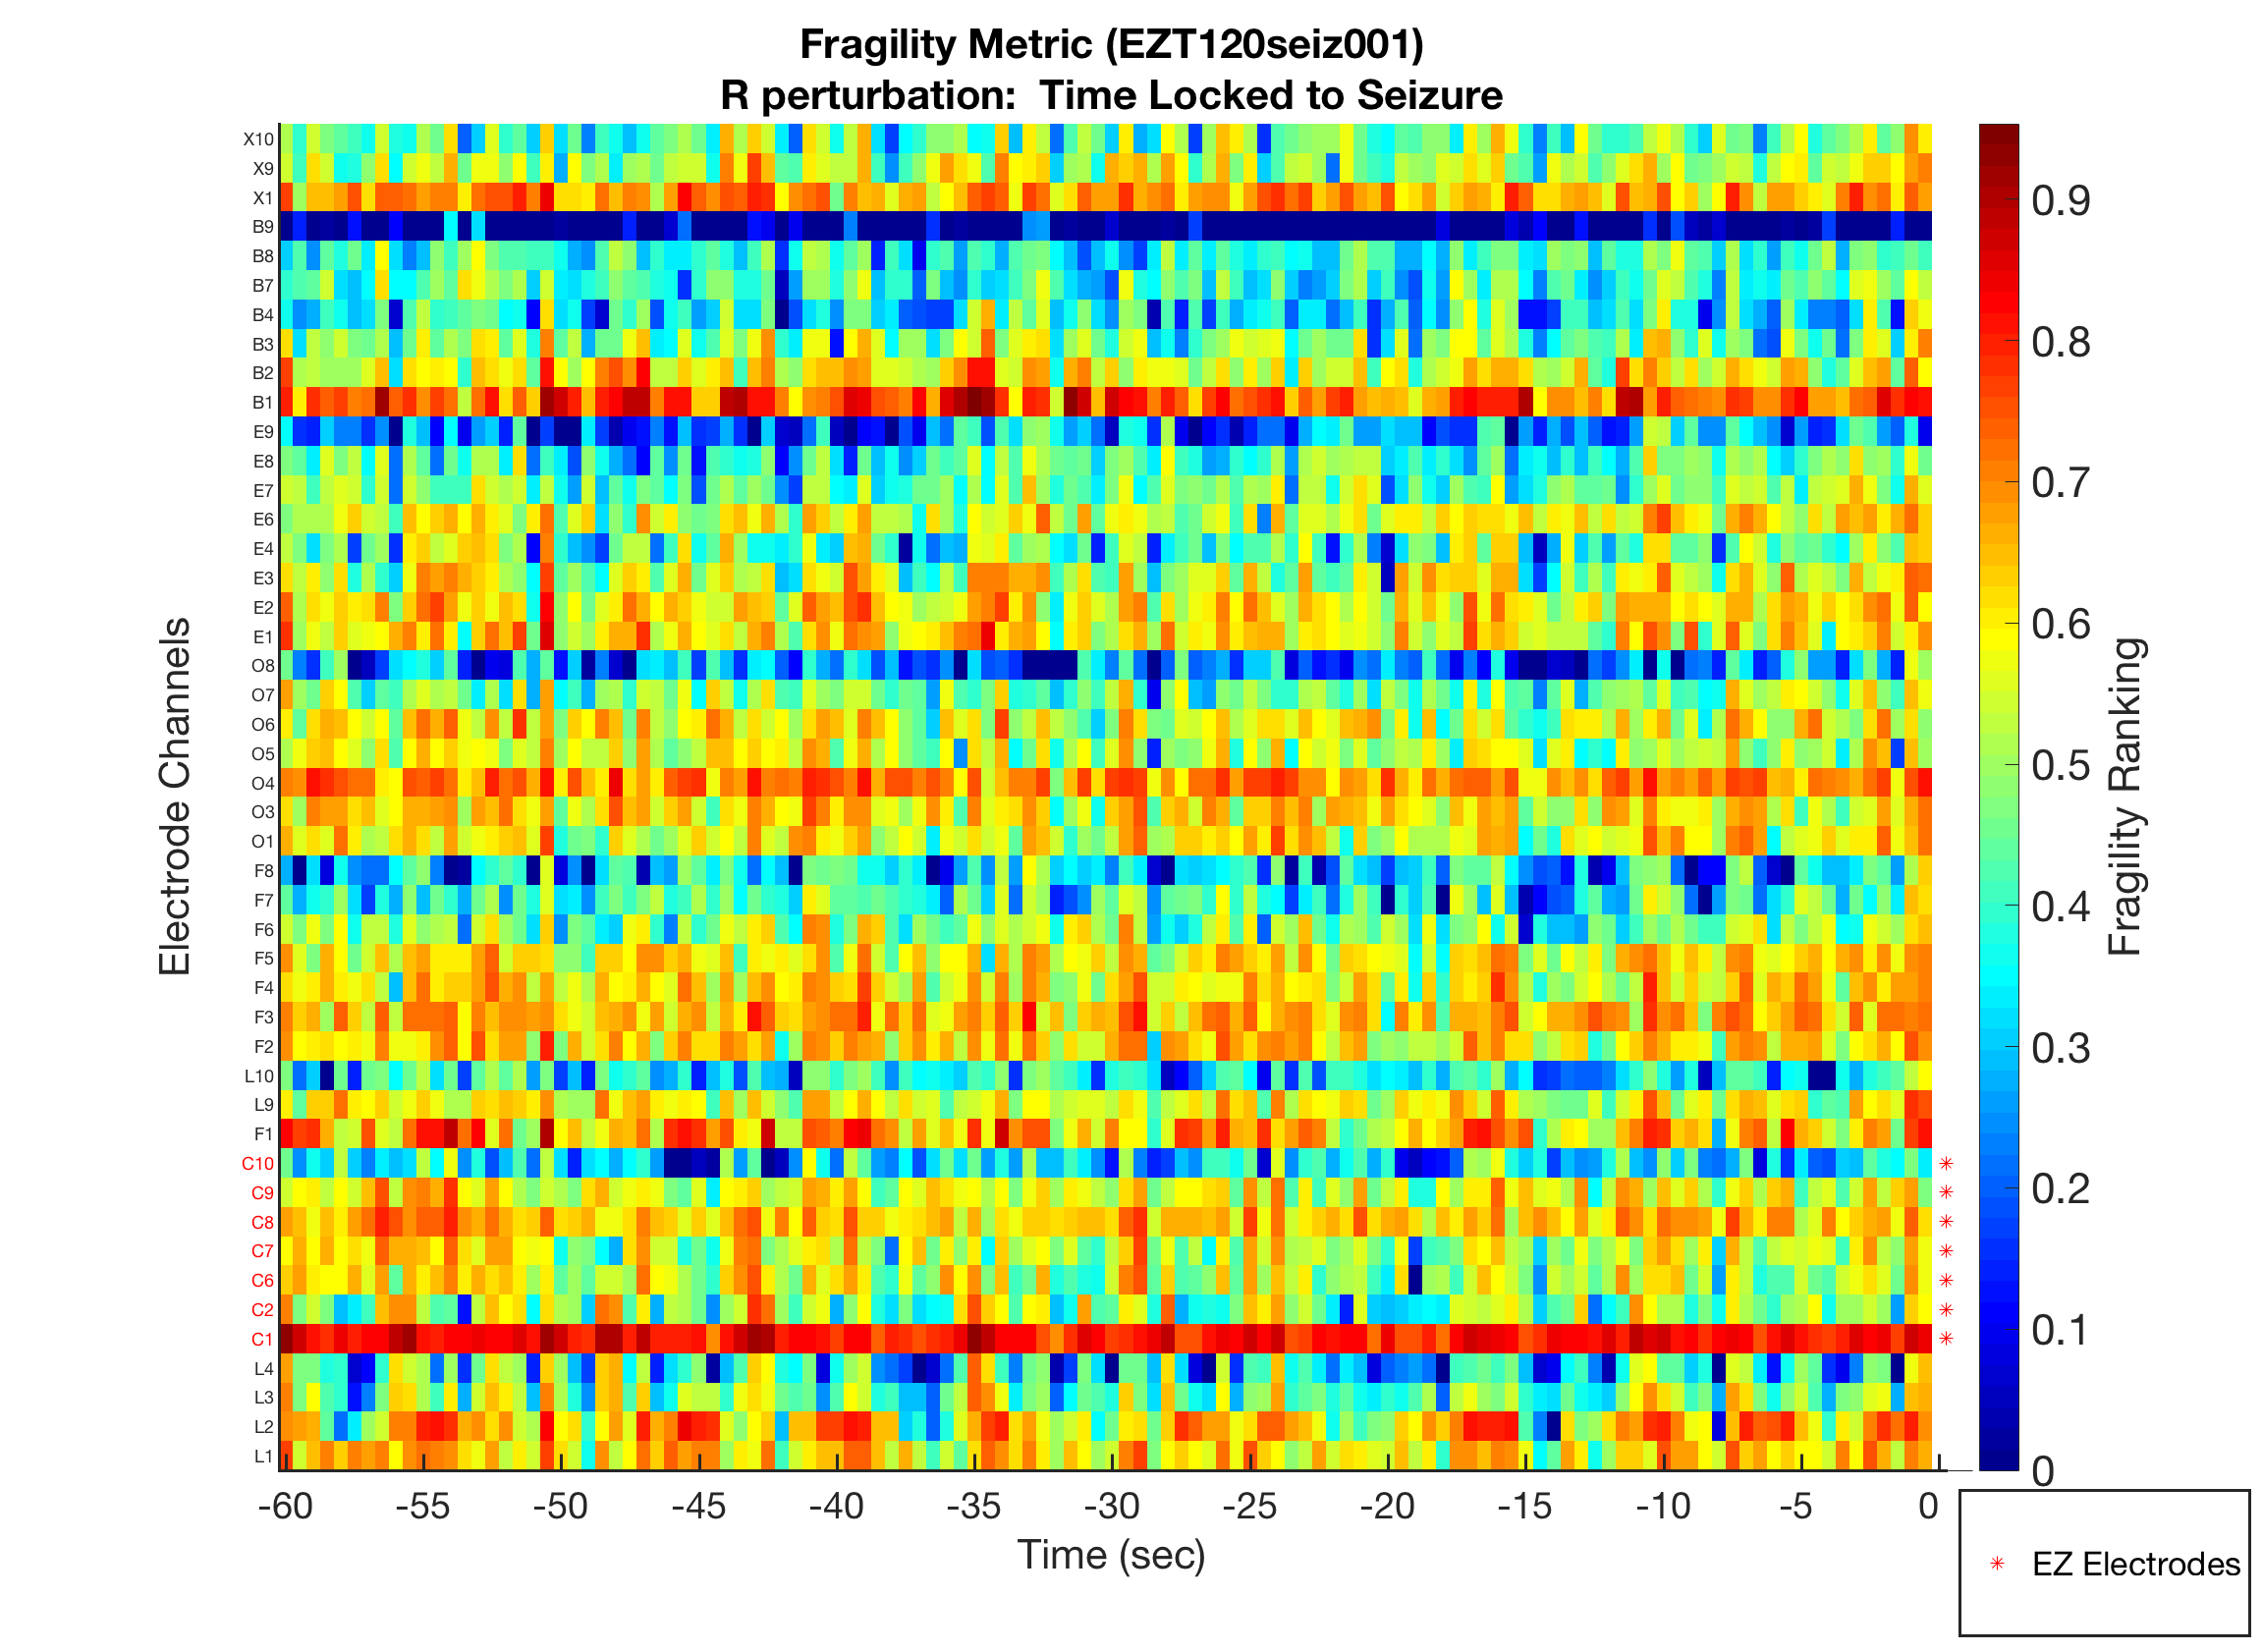 Fragility Metric (EZT120seiz001)
R perturbation:  Time Locked to Seizure
Electrode Channels
X10
X9
X1
B9
B8
B7
B4
B3
B2
B1
E9
E8
E7
E6
E4
E3
E2
E1
O8
O7
O6
O5
O4
O3
O1
F8
F7
F6
F5
F4
F3
F2
L10
L9
F1
C10
C9
C8
C7
C6
C2
C1
L4
L3
L2
L1
-60 -55 -50 -45 -40 -35 -30 -25 -20 -15 -10 -5 0
Time (sec)
0.9
0.8
0.7
0.6
0.5
0.4
0.3
0.2
0.1
0
Fragility Ranking
EZ Electrodes